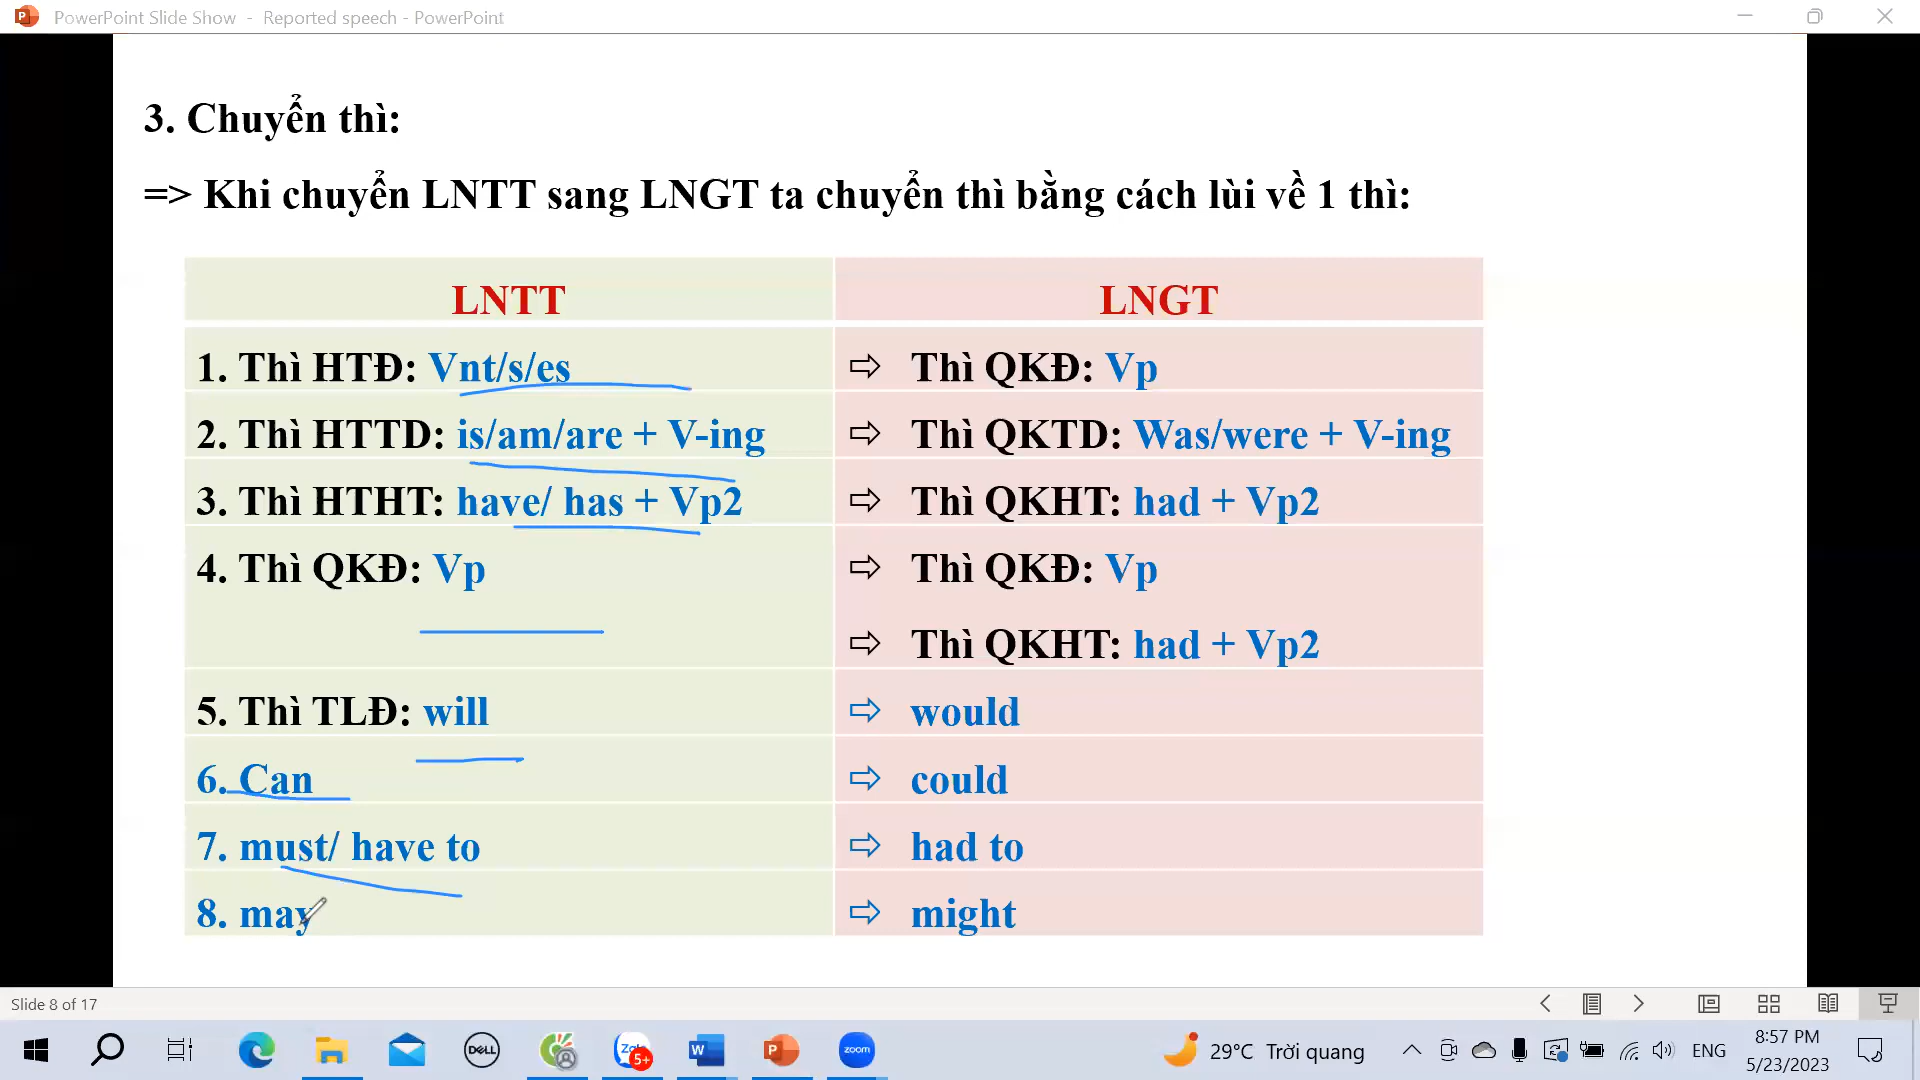 PowerPoint Slide Show - Reported speech - PowerPoint
3. Chuyển thì:
=> Khi chuyển LNTT sang LNGT ta chuyển thì bằng cách lùi về 1 thì:
LNTT LNGT
1. Thì HTĐ: Vnt/s/es ⇨ Thì QKĐ: Vp
2. Thì HTTD: is/am/are + V-ing ⇨ Thì QKTD: Was/were + V-ing
3. Thì HTHT: have/ has + Vp2 ⇨ Thì QKHT: had + Vp2
4. Thì QKĐ: Vp ⇨ Thì QKĐ: Vp
⇨ Thì QKHT: had + Vp2
5. Thì TLĐ: will ⇨ would
6. Can ⇨ could
7. must/ have to ⇨ had to
8. may ⇨ might
Slide 8 of 17
DELL
5+
zoom
29°C Trời quang
ENG
8:57 PM
5/23/2023